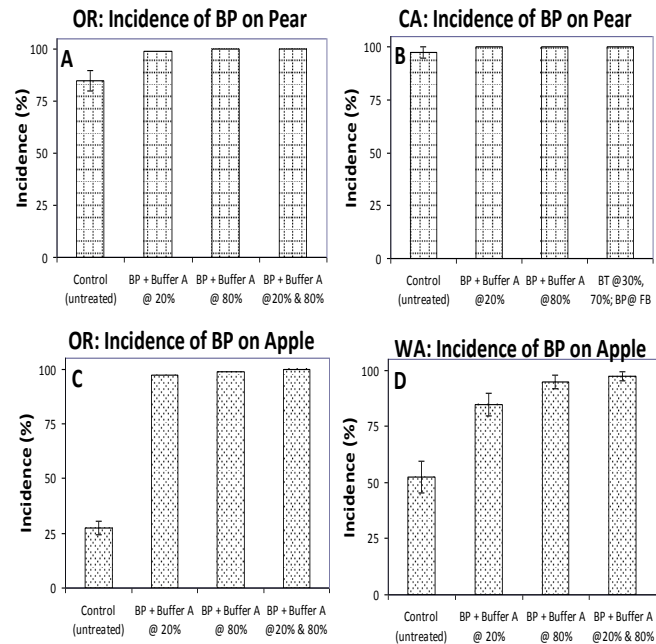 OR: Incidence of BP on Pear
A
Incidence (%)
100
75
50
25
0
Control
(untreated)
BP + Buffer A
@ 20%
BP + Buffer A
@ 80%
BP + Buffer A
@20% & 80%
CA: Incidence of BP on Pear
B
Incidence (%)
100
75
50
25
0
Control
(untreated)
BP + Buffer A
@20%
BP + Buffer A
@80%
BT @30%,
70%; BP@ FB
OR: Incidence of BP on Apple
C
Incidence (%)
100
75
50
25
0
Control
(untreated)
BP + Buffer A
@ 20%
BP + Buffer A
@ 80%
BP + Buffer A
@20% & 80%
WA: Incidence of BP on Apple
D
Incidence (%)
100
75
50
25
0
Control
(untreated)
BP + Buffer A
@ 20%
BP + Buffer A
@ 80%
BP + Buffer A
@20% & 80%